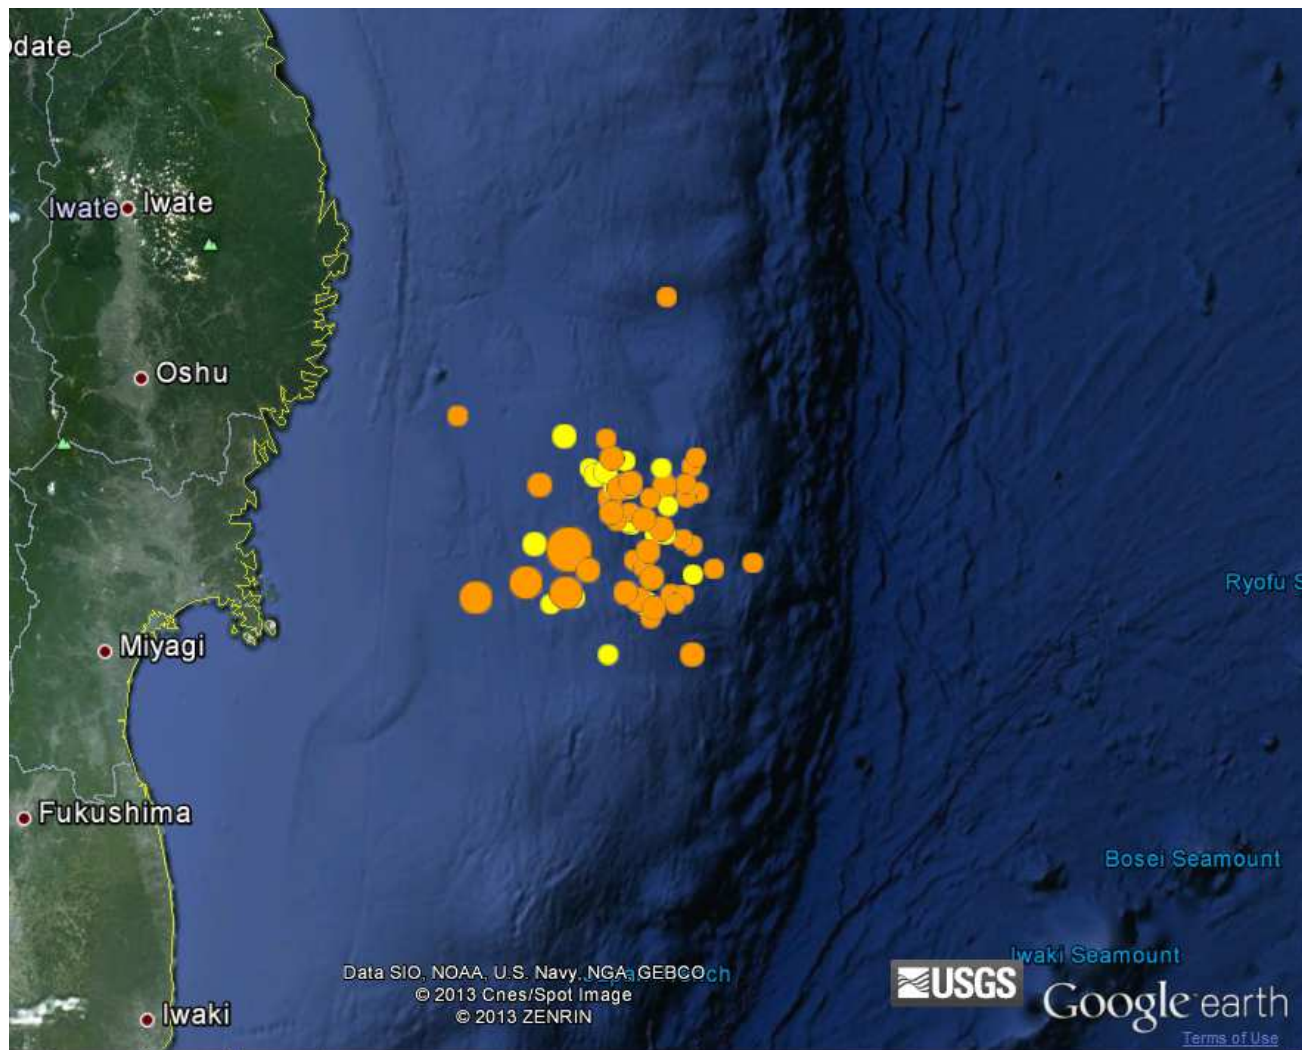 date
Iwate Iwate
Oshu
Ryofu S
Miyagi
Fukushima
Bosei Seamount
Iwaki Seamount
Data SIO, NOAA, U.S. Navy, NGA, GEBCO
ch
© 2013 Cnes/Spot Image
© 2013 ZENRIN
USGS
Google earth
Iwaki
Terms of Use